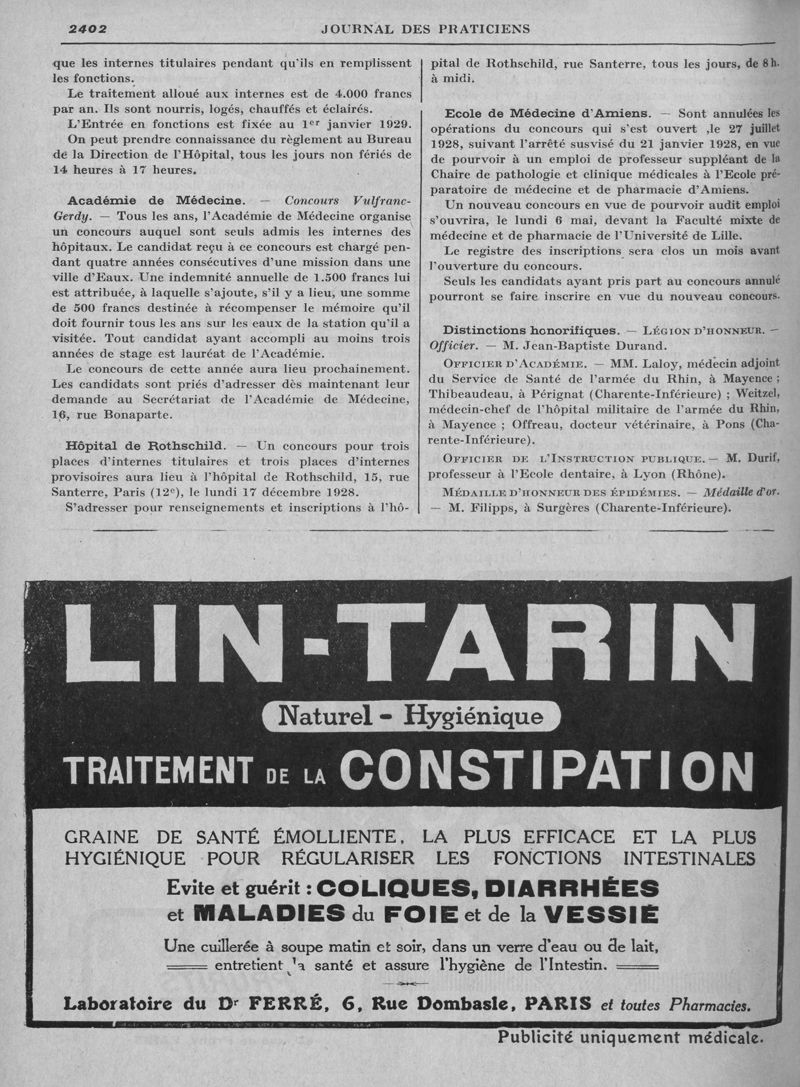 2402
JOURNAL DES PRATICIENS
que les internes titulaires pendant qu'ils en remplissent
les fonctions.
Le traitement alloué aux internes est de 4.000 francs
par an. Ils sont nourris, logés, chauffés et éclairés.
L'Entrée en fonctions est fixée au 1er janvier 1929.
On peut prendre connaissance du règlement au Bureau
de la Direction de l'Hôpital, tous les jours non fériés de
14 heures à 17 heures.
Académie de Médecine. — Concours Vulfranc-
Gerdy. — Tous les ans, l'Académie de Médecine organise
un concours auquel sont seuls admis les internes des
hôpitaux. Le candidat reçu à ce concours est chargé pen-
dant quatre années consécutives d'une mission dans une
ville d'Eaux. Une indemnité annuelle de 1.500 francs lui
est attribuée, à laquelle s'ajoute, s'il y a lieu, une somme
de 500 francs destinée à récompenser le mémoire qu'il
doit fournir tous les ans sur les eaux de la station qu'il a
visitée. Tout candidat ayant accompli au moins trois
années de stage est lauréat de l'Académie.
Le concours de cette année aura lieu prochainement.
Les candidats sont priés d'adresser dès maintenant leur
demande au Secrétariat de l'Académie de Médecine,
16, rue Bonaparte.
Hôpital de Rothschild. — Un concours pour trois
places d'internes titulaires et trois places d'internes
provisoires aura lieu à l'hôpital de Rothschild, 15, rue
Santerre, Paris (12e), le lundi 17 décembre 1928.
S'adresser pour renseignements et inscriptions à l'hô-
pital de Rothschild, rue Santerre, tous les jours, de 8 h.
à midi.
Ecole de Médecine d'Amiens. — Sont annulées les
opérations du concours qui s'est ouvert ,le 27 juillet
1928, suivant l'arrêté susvisé du 21 janvier 1928, en vue
de pourvoir à un emploi de professeur suppléant de la
Chaire de pathologie et clinique médicales à l'Ecole pré-
paratoire de médecine et de pharmacie d'Amiens.
Un nouveau concours en vue de pourvoir audit emploi
s'ouvrira, le lundi 6 mai, devant la Faculté mixte de
médecine et de pharmacie de l'Université de Lille.
Le registre des inscriptions sera clos un mois avant
l'ouverture du concours.
Seuls les candidats ayant pris part au concours annulé
pourront se faire inscrire en vue du nouveau concours.
Distinctions honorifiques. — LÉGION D'HONNEUR. —
Officier. — M. Jean-Baptiste Durand.
OFFICIER D'ACADÉMIE. — MM. Laloy, médecin adjoint
du Service de Santé de l'armée du Rhin, à Mayence ;
Thibeaudeau, à Pérignat (Charente-Inférieure) ; Weitzel,
médecin-chef de l'hôpital militaire de l'armée du Rhin,
à Mayence ; Offreau, docteur vétérinaire, à Pons (Cha-
rente-Inférieure).
OFFICIER DE L'INSTRUCTION PUBLIQUE. — M. Durif,
professeur à l'Ecole dentaire, à Lyon (Rhône).
MÉDAILLE D'HONNEUR DES ÉPIDÉMIES. — Médaille d'or.
— M. Filipps, à Surgères (Charente-Inférieure).
LIN-TARIN
Naturel - Hygiénique
TRAITEMENT DE LA CONSTIPATION
GRAINE DE SANTÉ ÉMOLLIENTE, LA PLUS EFFICACE ET LA PLUS
HYGIÉNIQUE POUR RÉGULARISER LES FONCTIONS INTESTINALES
Evite et guérit : COLIQUES, DIARRHÉES
et MALADIES du FOIE et de la VESSIE
Une cuillerée à soupe matin et soir, dans un verre d'eau ou de lait,
entretient la santé et assure l'hygiène de l'Intestin.
Laboratoire du Dr FERRÉ, 6, Rue Dombasle, PARIS et toutes Pharmacies.
Publicité uniquement médicale.